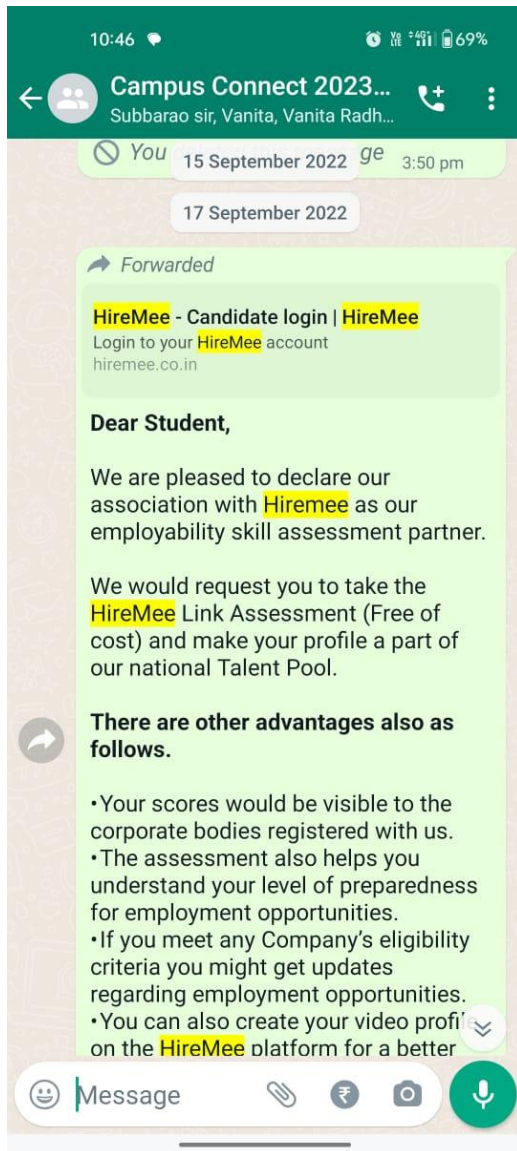 10:46
Vo LTE 4G 69%
Campus Connect 2023...
Subbarao sir, Vanita, Vanita Radh...
You ge 3:50 pm
15 September 2022
17 September 2022
Forwarded
HireMee - Candidate login | HireMee
Login to your HireMee account
hiremee.co.in
Dear Student,
We are pleased to declare our
association with Hiremee as our
employability skill assessment partner.
We would request you to take the
HireMee Link Assessment (Free of
cost) and make your profile a part of
our national Talent Pool.
There are other advantages also as
follows.
•Your scores would be visible to the
corporate bodies registered with us.
•The assessment also helps you
understand your level of preparedness
for employment opportunities.
•If you meet any Company's eligibility
criteria you might get updates
regarding employment opportunities.
•You can also create your video profile
on the HireMee platform for a better
Message
₹